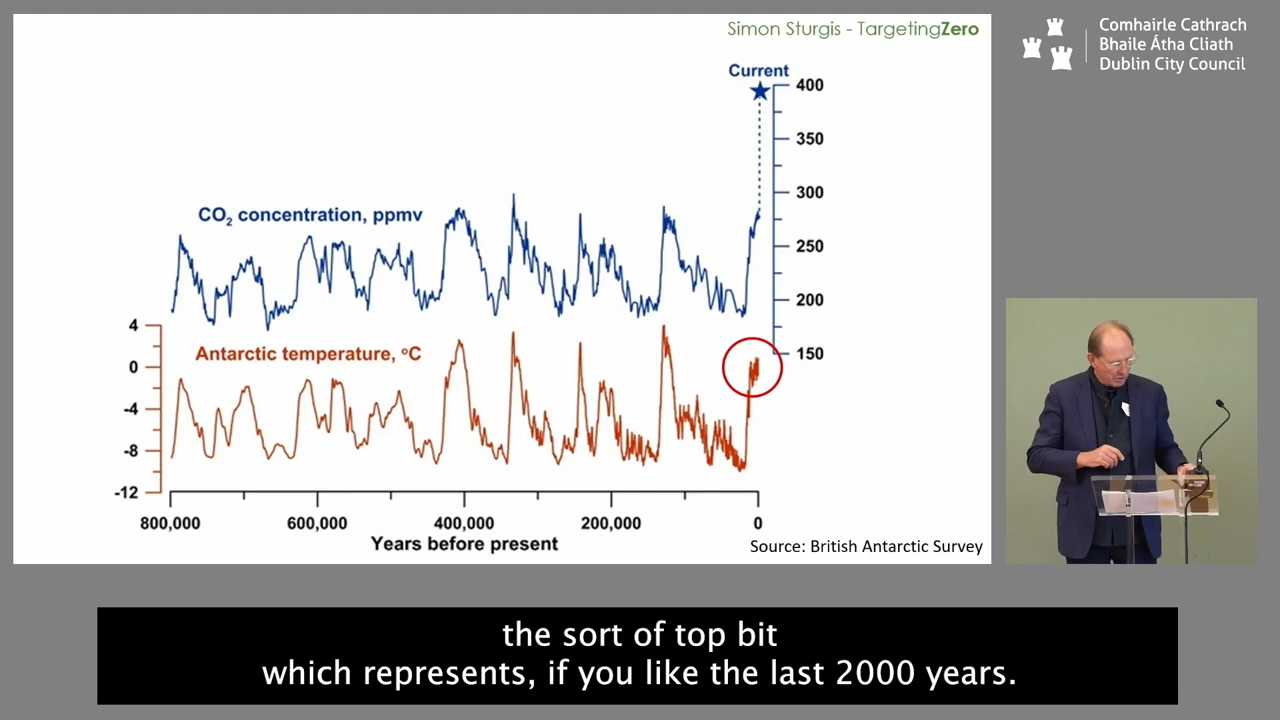 Simon Sturgis - TargetingZero
Comhairle Cathrach
Bhaile Átha Cliath
Dublin City Council
Current
400
350
300
CO2 concentration, ppmv
250
200
150
4
Antarctic temperature, °C
0
-4
-8
-12
800,000
600,000
400,000
200,000
0
Years before present
Source: British Antarctic Survey
the sort of top bit
which represents, if you like the last 2000 years.